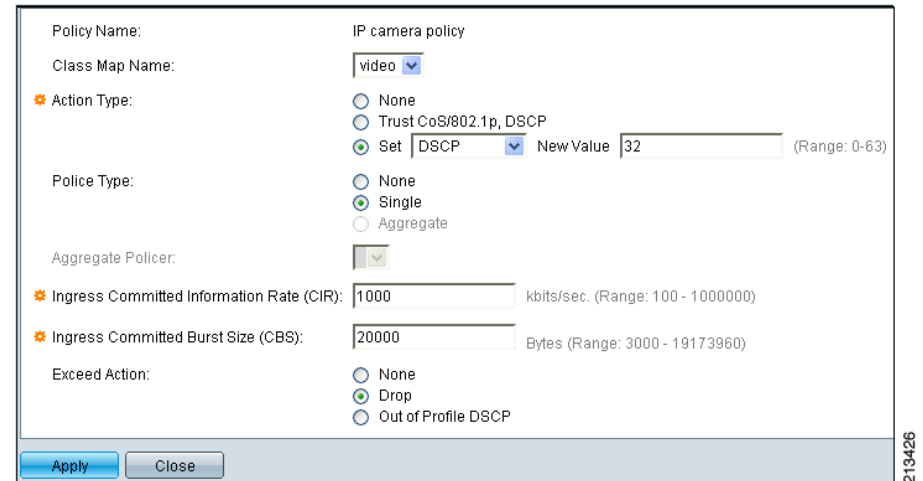 Policy Name: IP camera policy
Class Map Name: video
Action Type: None
Trust CoS/802.1p, DSCP
Set DSCP New Value 32 (Range: 0-63)
Police Type: None
Single
Aggregate
Aggregate Policer:
Ingress Committed Information Rate (CIR): 1000 kbits/sec. (Range: 100 - 1000000)
Ingress Committed Burst Size (CBS): 20000 Bytes (Range: 3000 - 19173960)
Exceed Action: None
Drop
Out of Profile DSCP
Apply Close
213426